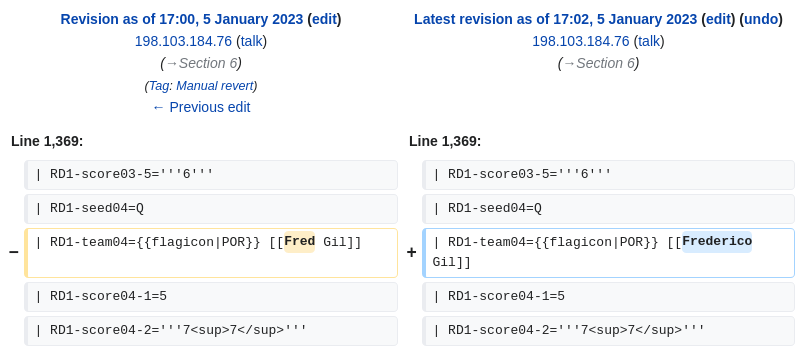 Revision as of 17:00, 5 January 2023 (edit)
198.103.184.76 (talk)
(→Section 6)
(Tag: Manual revert)
← Previous edit
Latest revision as of 17:02, 5 January 2023 (edit) (undo)
198.103.184.76 (talk)
(→Section 6)
Line 1,369:
Line 1,369:
| RD1-score03-5='''6'''
| RD1-score03-5='''6'''
| RD1-seed04=Q
| RD1-seed04=Q
− | RD1-team04={{flagicon|POR}} [[Fred Gil]]
+ | RD1-team04={{flagicon|POR}} [[Frederico
Gil]]
| RD1-score04-1=5
| RD1-score04-1=5
| RD1-score04-2='''7<sup>7</sup>'''
| RD1-score04-2='''7<sup>7</sup>'''